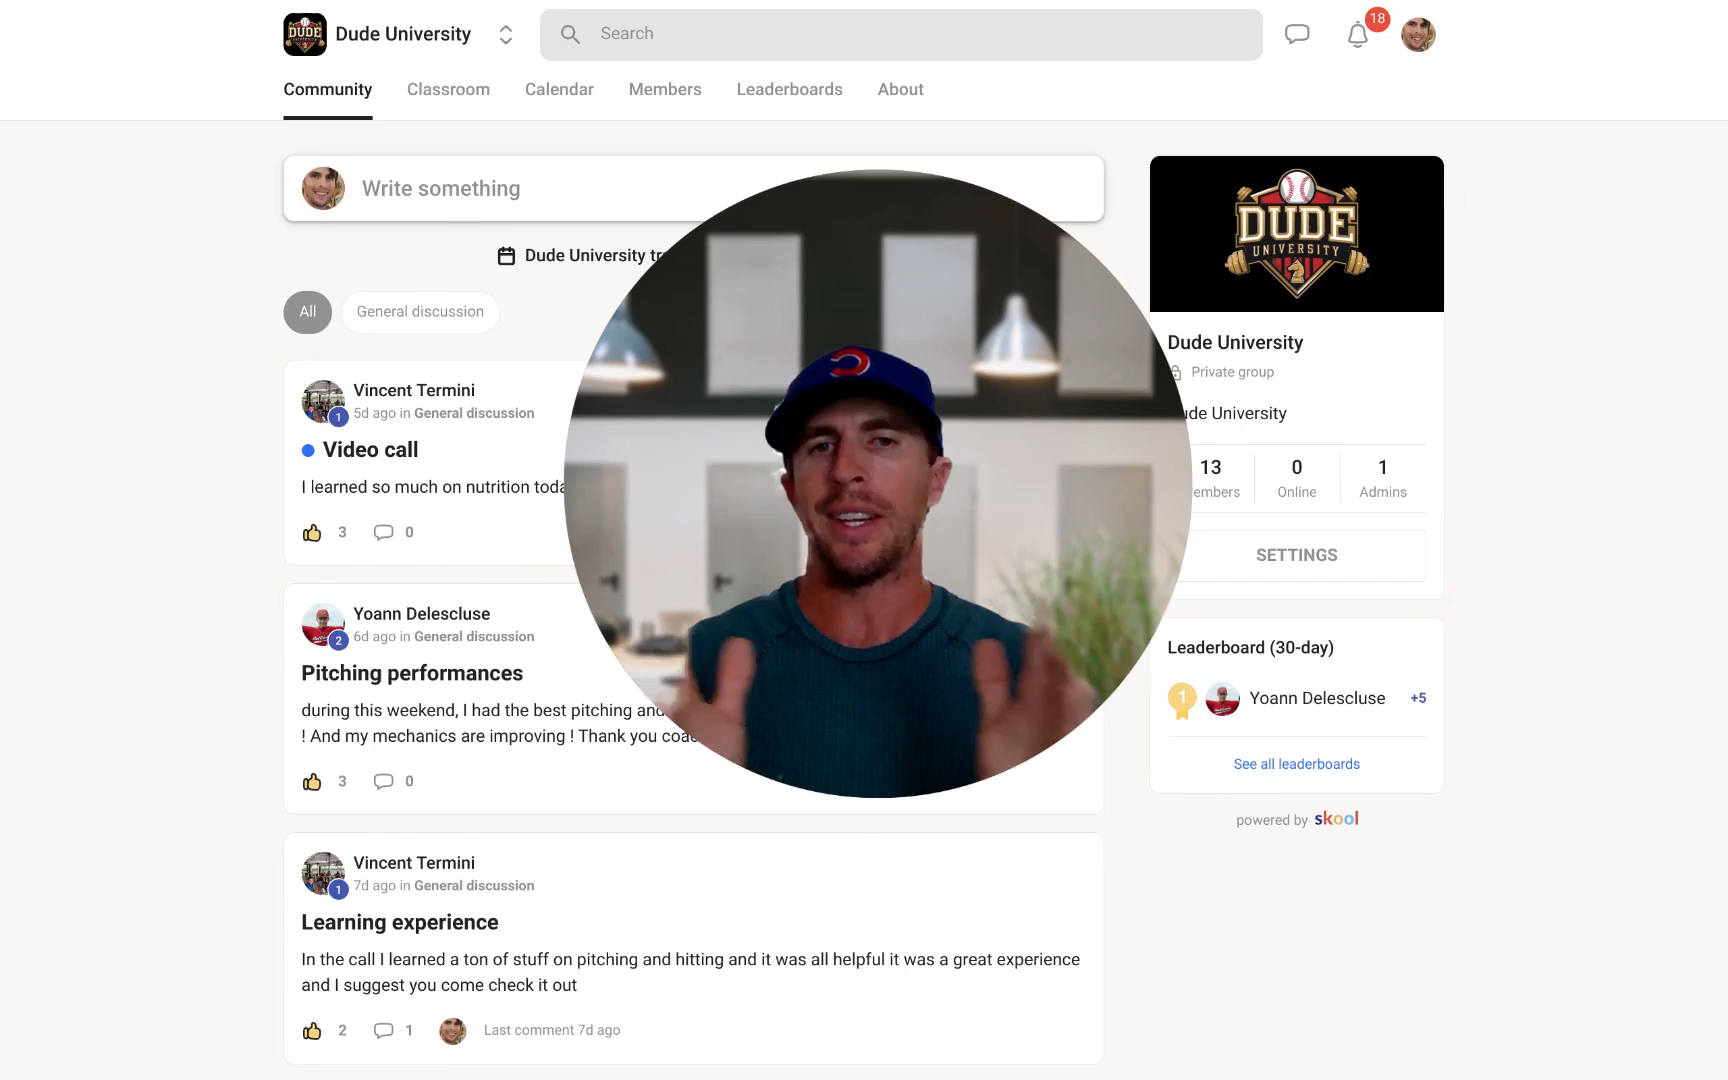 DUDE
UNIVERSITY
Dude University
Search
18
Community
Classroom
Calendar
Members
Leaderboards
About
Write something
Dude University
All
General discussion
Vincent Termini
1
5d ago in General discussion
Video call
I learned so much on nutrition
3
0
Yoann Delescluse
2
6d ago in General discussion
Pitching performances
during this weekend, I had the best pitching
! And my mechanics are improving ! Thank you
3
0
Vincent Termini
1
7d ago in General discussion
Learning experience
In the call I learned a ton of stuff on pitching and hitting and it was all helpful it was a great experience
and I suggest you come check it out
2
1
Last comment 7d ago
DUDE
UNIVERSITY
Dude University
Private group
University
13
0
Online
1
Admins
SETTINGS
Leaderboard (30-day)
1
Yoann Delescluse
+5
See all leaderboards
powered by skool